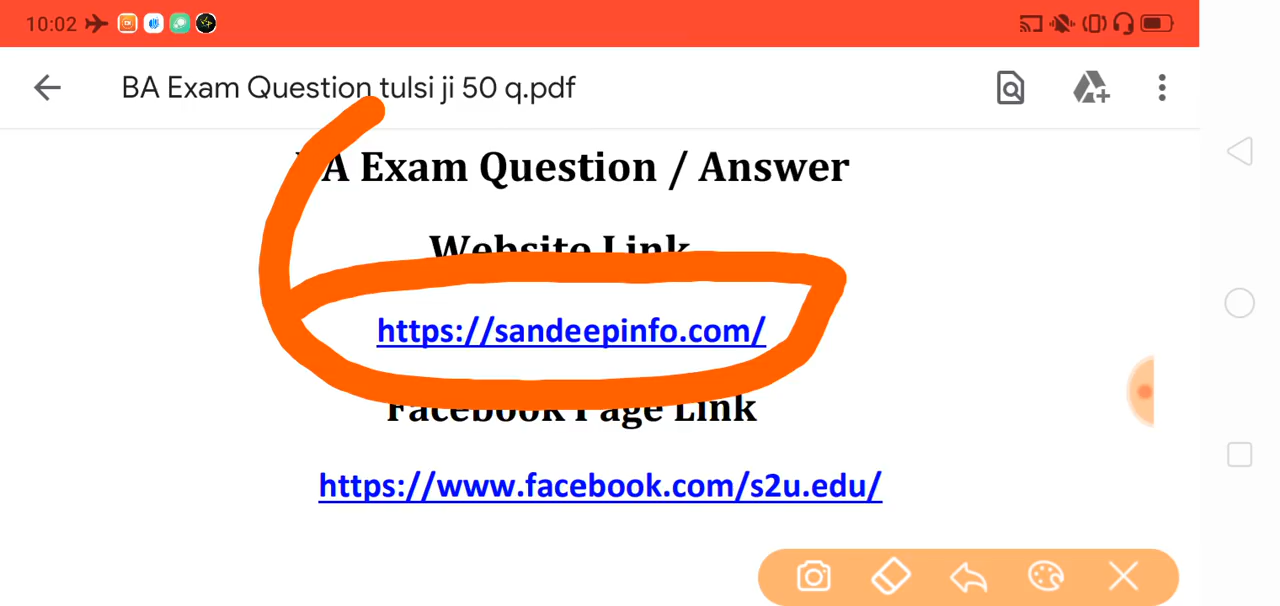 10:02
BA Exam Question tulsi ji 50 q.pdf
BA Exam Question / Answer
Website Link
https://sandeepinfo.com/
Facebook Page Link
https://www.facebook.com/s2u.edu/